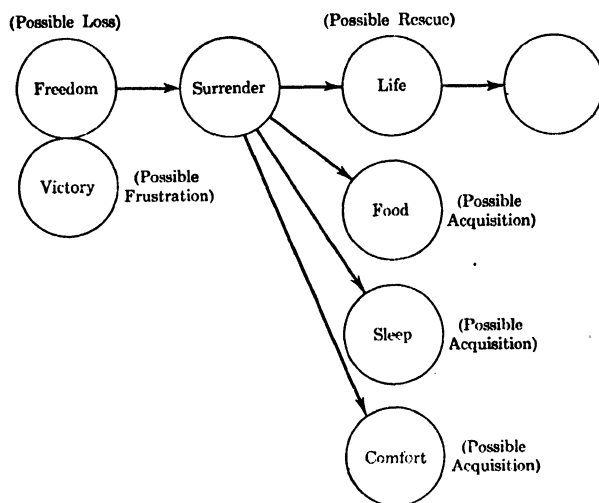 (Possible Loss)
(Possible Rescue)
Freedom
Surrender
Life
Victory
(Possible
Frustration)
Food
(Possible
Acquisition)
Sleep
(Possible
Acquisition)
Comfort
(Possible
Acquisition)